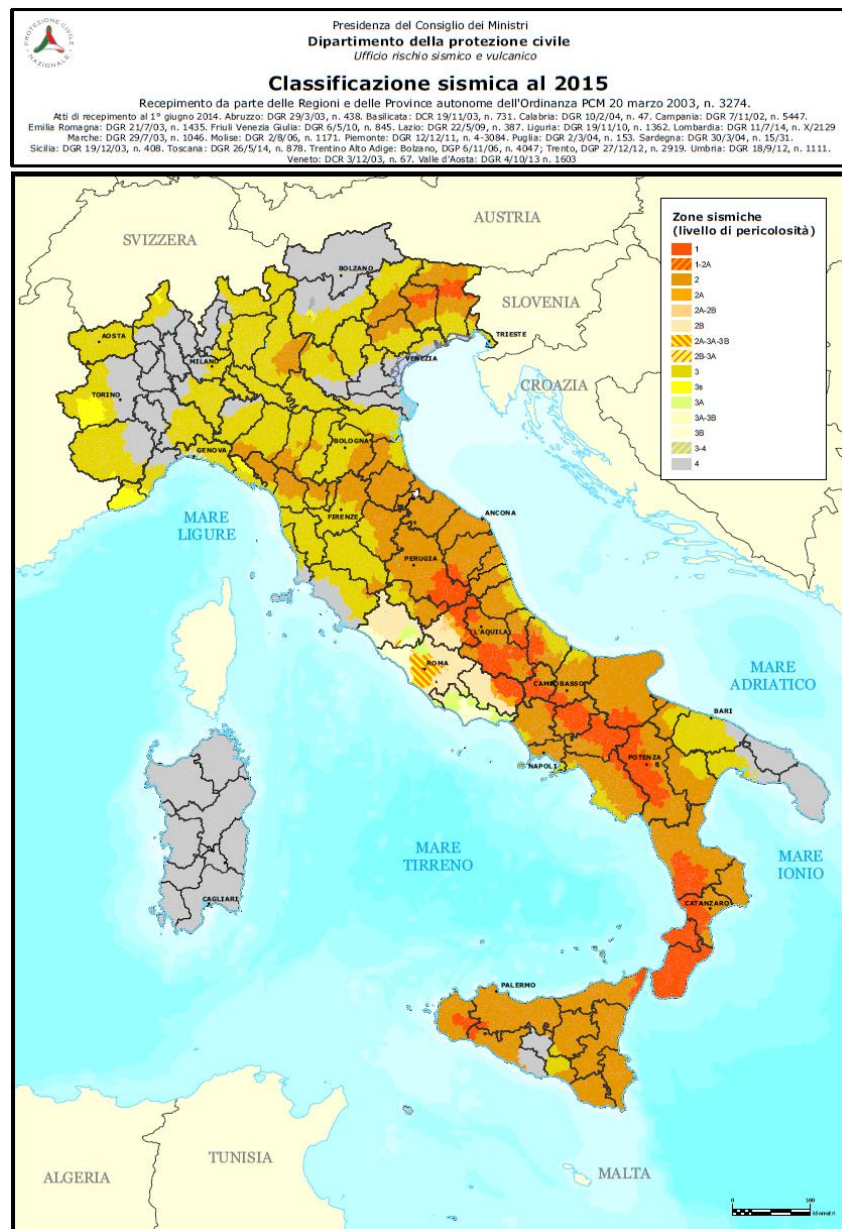 PROTEZIONE CIVILE
NAZIONALE
Presidenza del Consiglio dei Ministri
Dipartimento della protezione civile
Ufficio rischio sismico e vulcanico
Classificazione sismica al 2015
Recepimento da parte delle Regioni e delle Province autonome dell'Ordinanza PCM 20 marzo 2003, n. 3274.
Atti di recepimento al 1° giugno 2014. Abruzzo: DGR 29/3/03, n. 438. Basilicata: DCR 19/11/03, n. 731. Calabria: DGR 10/2/04, n. 47. Campania: DGR 7/11/02, n. 5447.
Emilia Romagna: DGR 21/7/03, n. 1435. Friuli Venezia Giulia: DGR 6/5/10, n. 845. Lazio: DGR 22/5/09, n. 387. Liguria: DGR 19/11/10, n. 1362. Lombardia: DGR 11/7/14, n. X/2129
Marche: DGR 29/7/03, n. 1046. Molise: DGR 2/8/06, n. 1171. Piemonte: DGR 12/12/11, n. 4-3084. Puglia: DGR 2/3/04, n. 153. Sardegna: DGR 30/3/04, n. 15/31.
Sicilia: DGR 19/12/03, n. 408. Toscana: DGR 26/5/14, n. 878. Trentino Alto Adige: Bolzano, DGP 6/11/06, n. 4047; Trento, DGP 27/12/12, n. 2919. Umbria: DGR 18/9/12, n. 1111.
Veneto: DCR 3/12/03, n. 67. Valle d'Aosta: DGR 4/10/13 n. 1603
Zone sismiche
(livello di pericolosità)
1
1-2A
2
2A
2A-2B
2B
2A-3A-3B
2B-3A
3
3s
3A
3A-3B
3B
3-4
4
AUSTRIA
SVIZZERA
BOLZANO
SLOVENIA
AOSTA
TRIESTE
MILANO
VENEZIA
CROAZIA
TORINO
BOLOGNA
GENOVA
FIRENZE
ANCONA
MARE
LIGURE
PERUGIA
L'AQUILA
ROMA
MARE
ADRIATICO
CAMPOBASSO
BARI
NAPOLI
POTENZA
MARE
TIRRENO
MARE
IONIO
CAGLIARI
CATANZARO
PALERMO
ALGERIA
TUNISIA
MALTA
0
100
kilometri